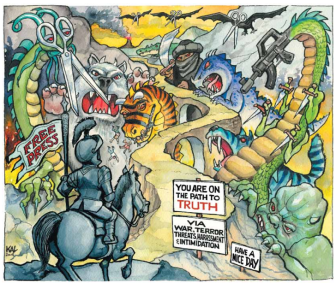 FREE
PRESS
YOU ARE ON
THE PATH TO
TRUTH
VIA
WAR, TERROR
THREATS, HARASSMENT
& INTIMIDATION
HAVE A
NICE DAY
KAL